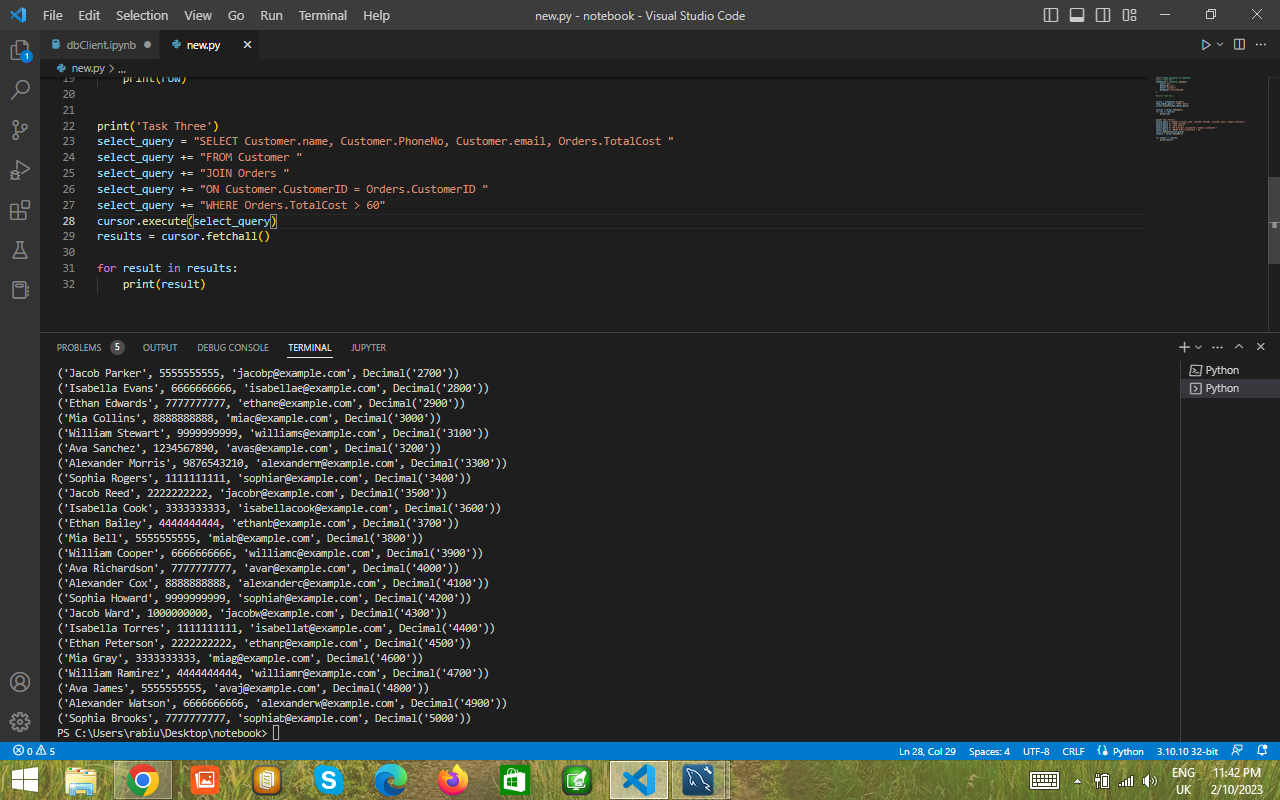 File Edit Selection View Go Run Terminal Help new.py - notebook - Visual Studio Code
dbClient.ipynb new.py
new.py > ...
19 print(row)
20
21
22 print('Task Three')
23 select_query = "SELECT Customer.name, Customer.PhoneNo, Customer.email, Orders.TotalCost "
24 select_query += "FROM Customer "
25 select_query += "JOIN Orders "
26 select_query += "ON Customer.CustomerID = Orders.CustomerID "
27 select_query += "WHERE Orders.TotalCost > 60"
28 cursor.execute(select_query)
29 results = cursor.fetchall()
30
31 for result in results:
32 print(result)
PROBLEMS 5 OUTPUT DEBUG CONSOLE TERMINAL JUPYTER
('Jacob Parker', 5555555555, 'jacobp@example.com', Decimal('2700'))
('Isabella Evans', 6666666666, 'isabellae@example.com', Decimal('2800'))
('Ethan Edwards', 7777777777, 'ethane@example.com', Decimal('2900'))
('Mia Collins', 8888888888, 'miac@example.com', Decimal('3000'))
('William Stewart', 9999999999, 'williams@example.com', Decimal('3100'))
('Ava Sanchez', 1234567890, 'avas@example.com', Decimal('3200'))
('Alexander Morris', 9876543210, 'alexanderm@example.com', Decimal('3300'))
('Sophia Rogers', 1111111111, 'sophiar@example.com', Decimal('3400'))
('Jacob Reed', 2222222222, 'jacobr@example.com', Decimal('3500'))
('Isabella Cook', 3333333333, 'isabellacook@example.com', Decimal('3600'))
('Ethan Bailey', 4444444444, 'ethanb@example.com', Decimal('3700'))
('Mia Bell', 5555555555, 'miab@example.com', Decimal('3800'))
('William Cooper', 6666666666, 'williamc@example.com', Decimal('3900'))
('Ava Richardson', 7777777777, 'avar@example.com', Decimal('4000'))
('Alexander Cox', 8888888888, 'alexanderc@example.com', Decimal('4100'))
('Sophia Howard', 9999999999, 'sophiah@example.com', Decimal('4200'))
('Jacob Ward', 1000000000, 'jacobw@example.com', Decimal('4300'))
('Isabella Torres', 1111111111, 'isabellat@example.com', Decimal('4400'))
('Ethan Peterson', 2222222222, 'ethanp@example.com', Decimal('4500'))
('Mia Gray', 3333333333, 'miag@example.com', Decimal('4600'))
('William Ramirez', 4444444444, 'williamr@example.com', Decimal('4700'))
('Ava James', 5555555555, 'avaj@example.com', Decimal('4800'))
('Alexander Watson', 6666666666, 'alexanderw@example.com', Decimal('4900'))
('Sophia Brooks', 7777777777, 'sophiab@example.com', Decimal('5000'))
PS C:\Users\rabiu\Desktop\notebook>
Python
Python
1
0 5 Ln 28, Col 29 Spaces: 4 UTF-8 CRLF Python 3.10.10 32-bit
ENG 11:42 PM
UK 2/10/2023